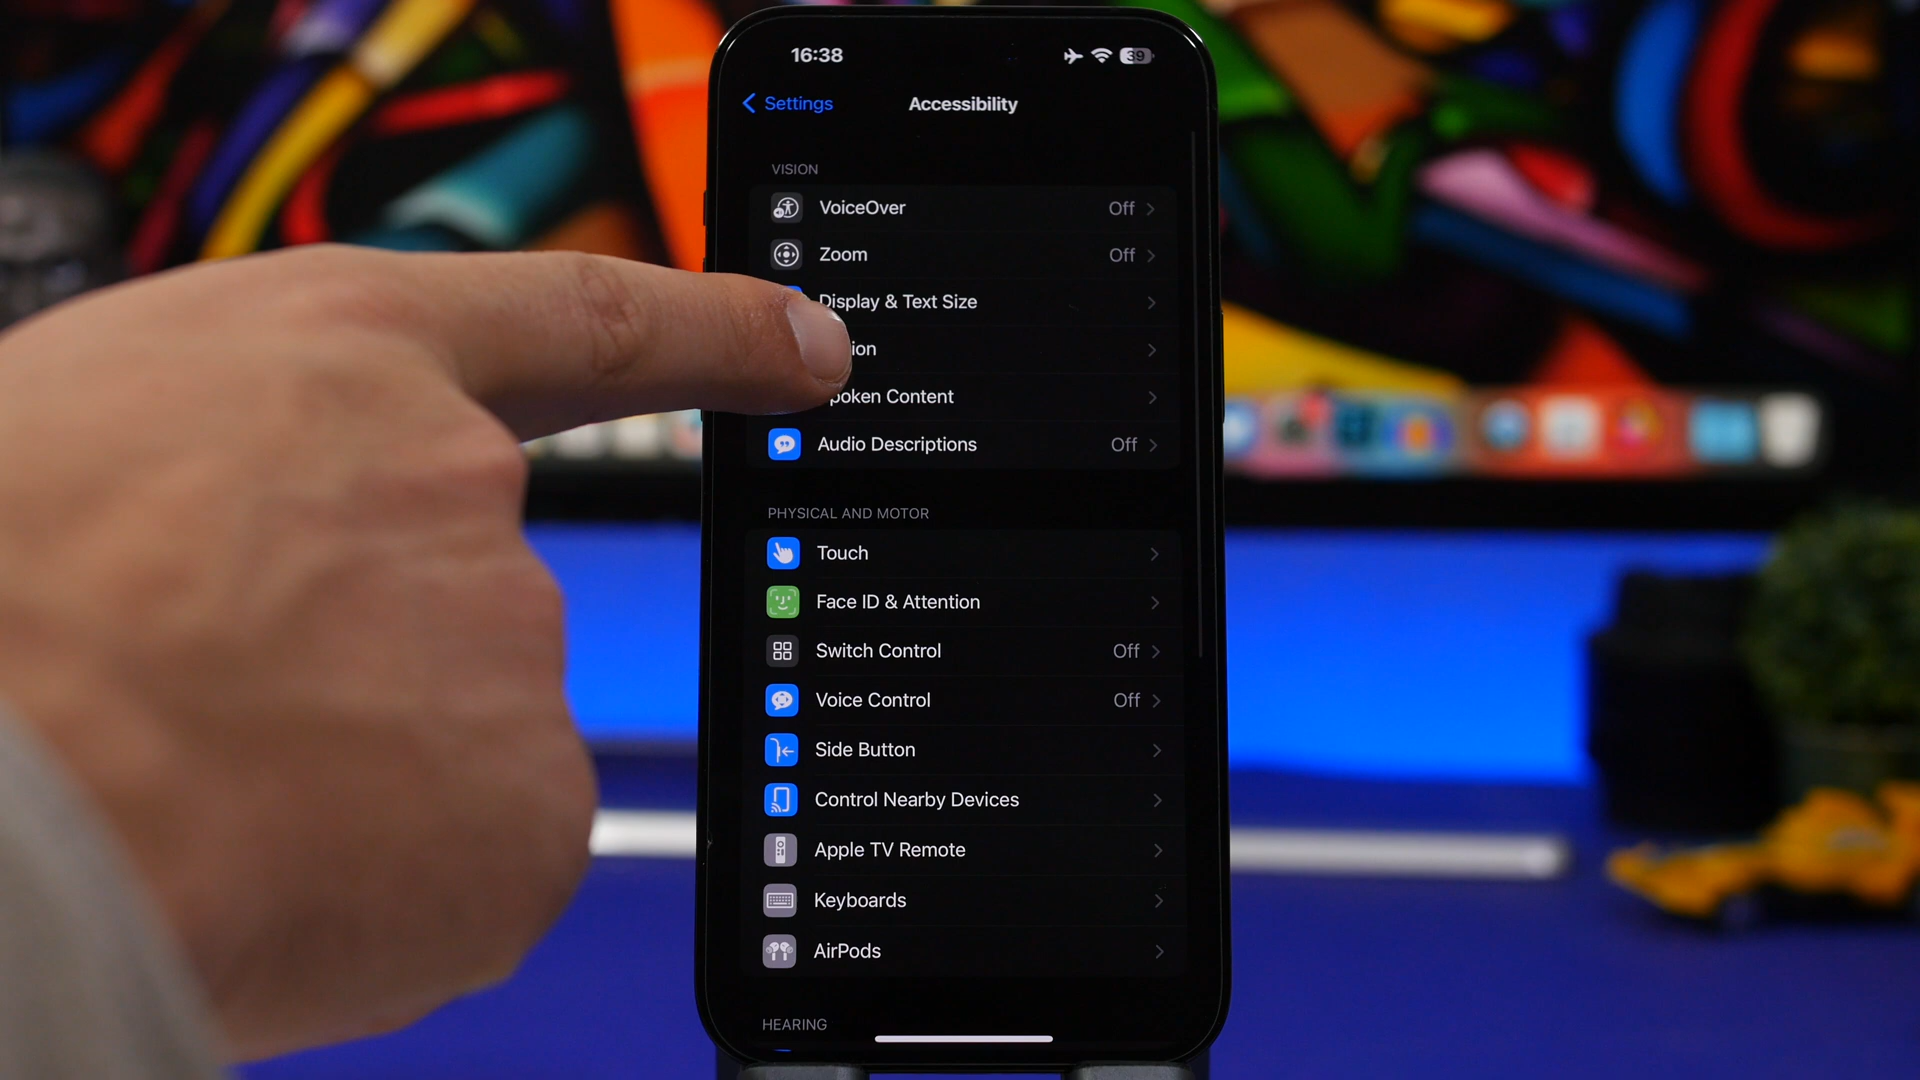 16:38
39
Settings
Accessibility
VISION
VoiceOver Off
Zoom Off
Display & Text Size
ion
poken Content
Audio Descriptions Off
PHYSICAL AND MOTOR
Touch
Face ID & Attention
Switch Control Off
Voice Control Off
Side Button
Control Nearby Devices
Apple TV Remote
Keyboards
AirPods
HEARING